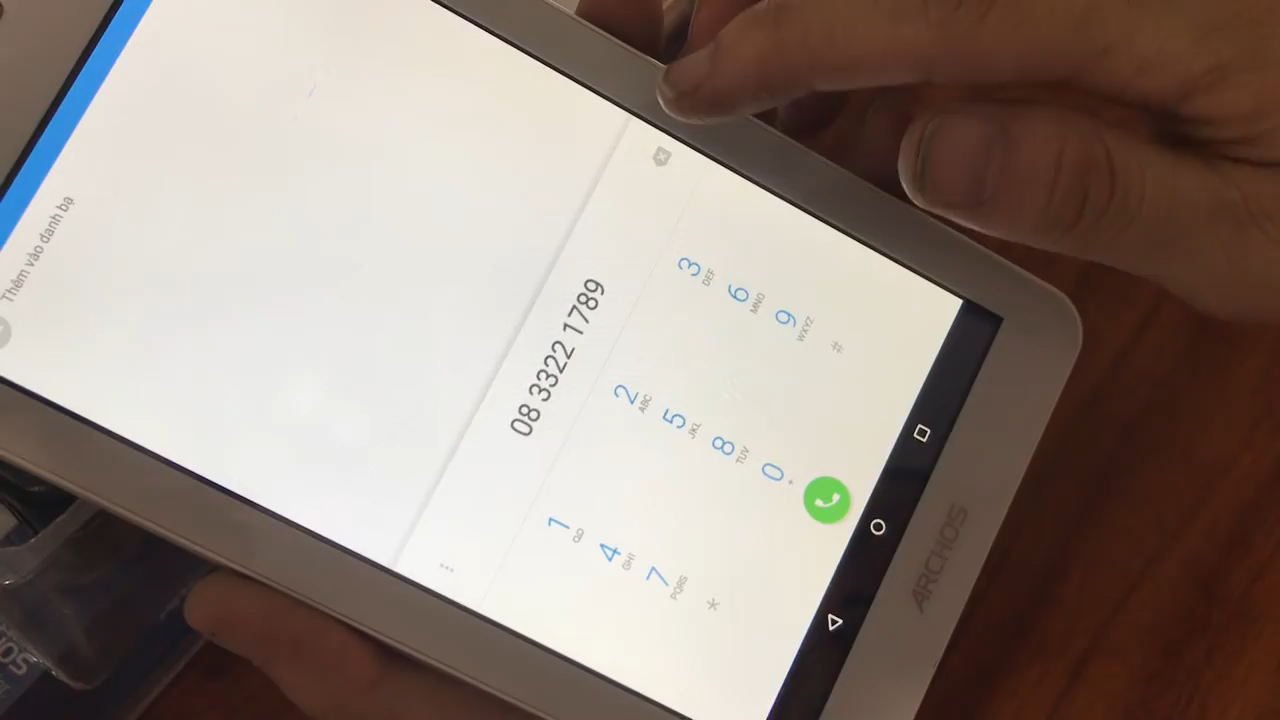 Thêm vào danh bạ
08 3322 1789
1
2 ABC
3 DEF
4 GHI
5 JKL
6 MNO
7 PQRS
8 TUV
9 WXYZ
*
0 +
#
ARCHOS